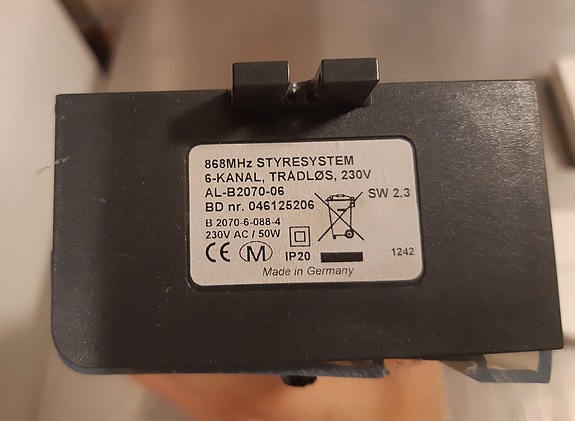 868MHz STYRESYSTEM
6-KANAL, TRÅDLØS, 230V
AL-B2070-06
SW 2.3
BD nr. 046125206
B 2070-6-088-4
230V AC / 50W
CE M IP20
1242
Made in Germany